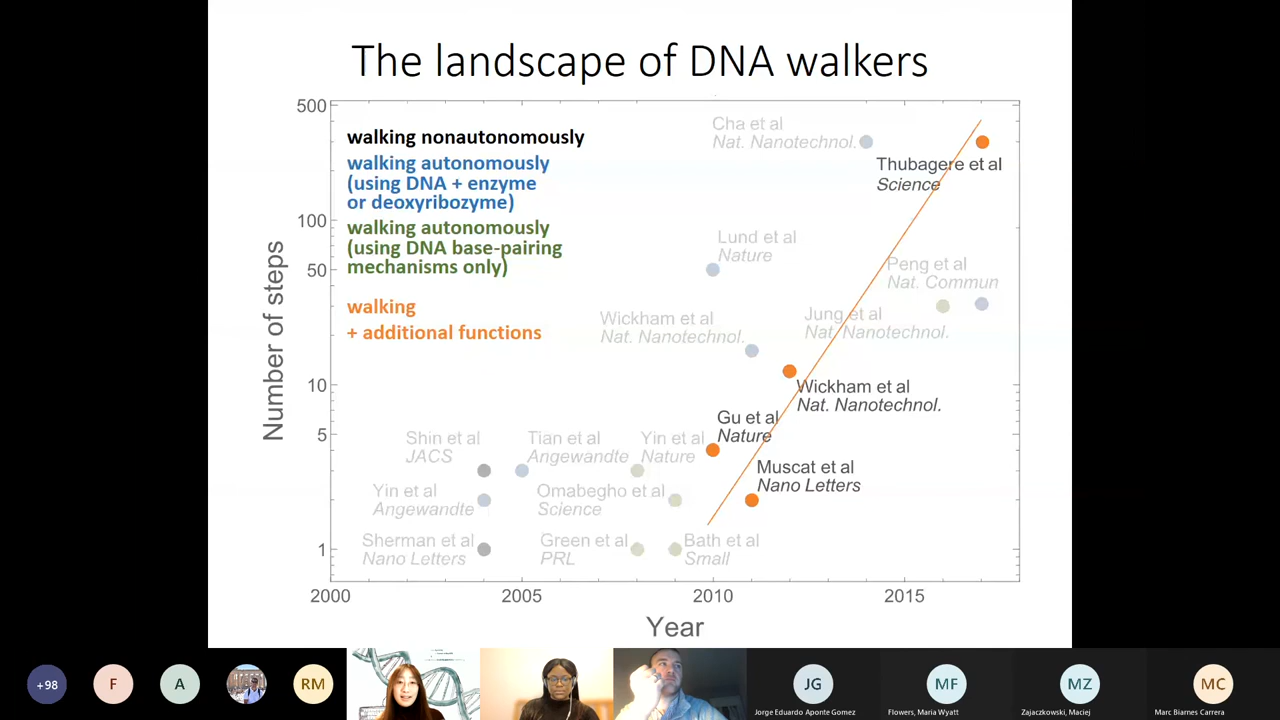 The landscape of DNA walkers
500
100
50
10
5
1
Number of steps
walking nonautonomously
walking autonomously
(using DNA + enzyme
or deoxyribozyme)
walking autonomously
(using DNA base-pairing
mechanisms only)
walking
+ additional functions
Cha et al
Nat. Nanotechnol.
Thubagere et al
Science
Lund et al
Nature
Peng et al
Nat. Commun
Wickham et al
Nat. Nanotechnol.
Jung et al
Nat. Nanotechnol.
Wickham et al
Nat. Nanotechnol.
Gu et al
Nature
Shin et al
JACS
Tian et al
Angewandte
Yin et al
Nature
Muscat et al
Nano Letters
Yin et al
Angewandte
Omabegho et al
Science
Sherman et al
Nano Letters
Green et al
PRL
Bath et al
Small
2000
2005
2010
2015
Year
+98
F
A
RM
JG
MF
MZ
MC
Jorge Eduardo Aponte Gomez
Flowers, Maria Wyatt
Zajaczkowski, Maciej
Marc Biarnes Carrera